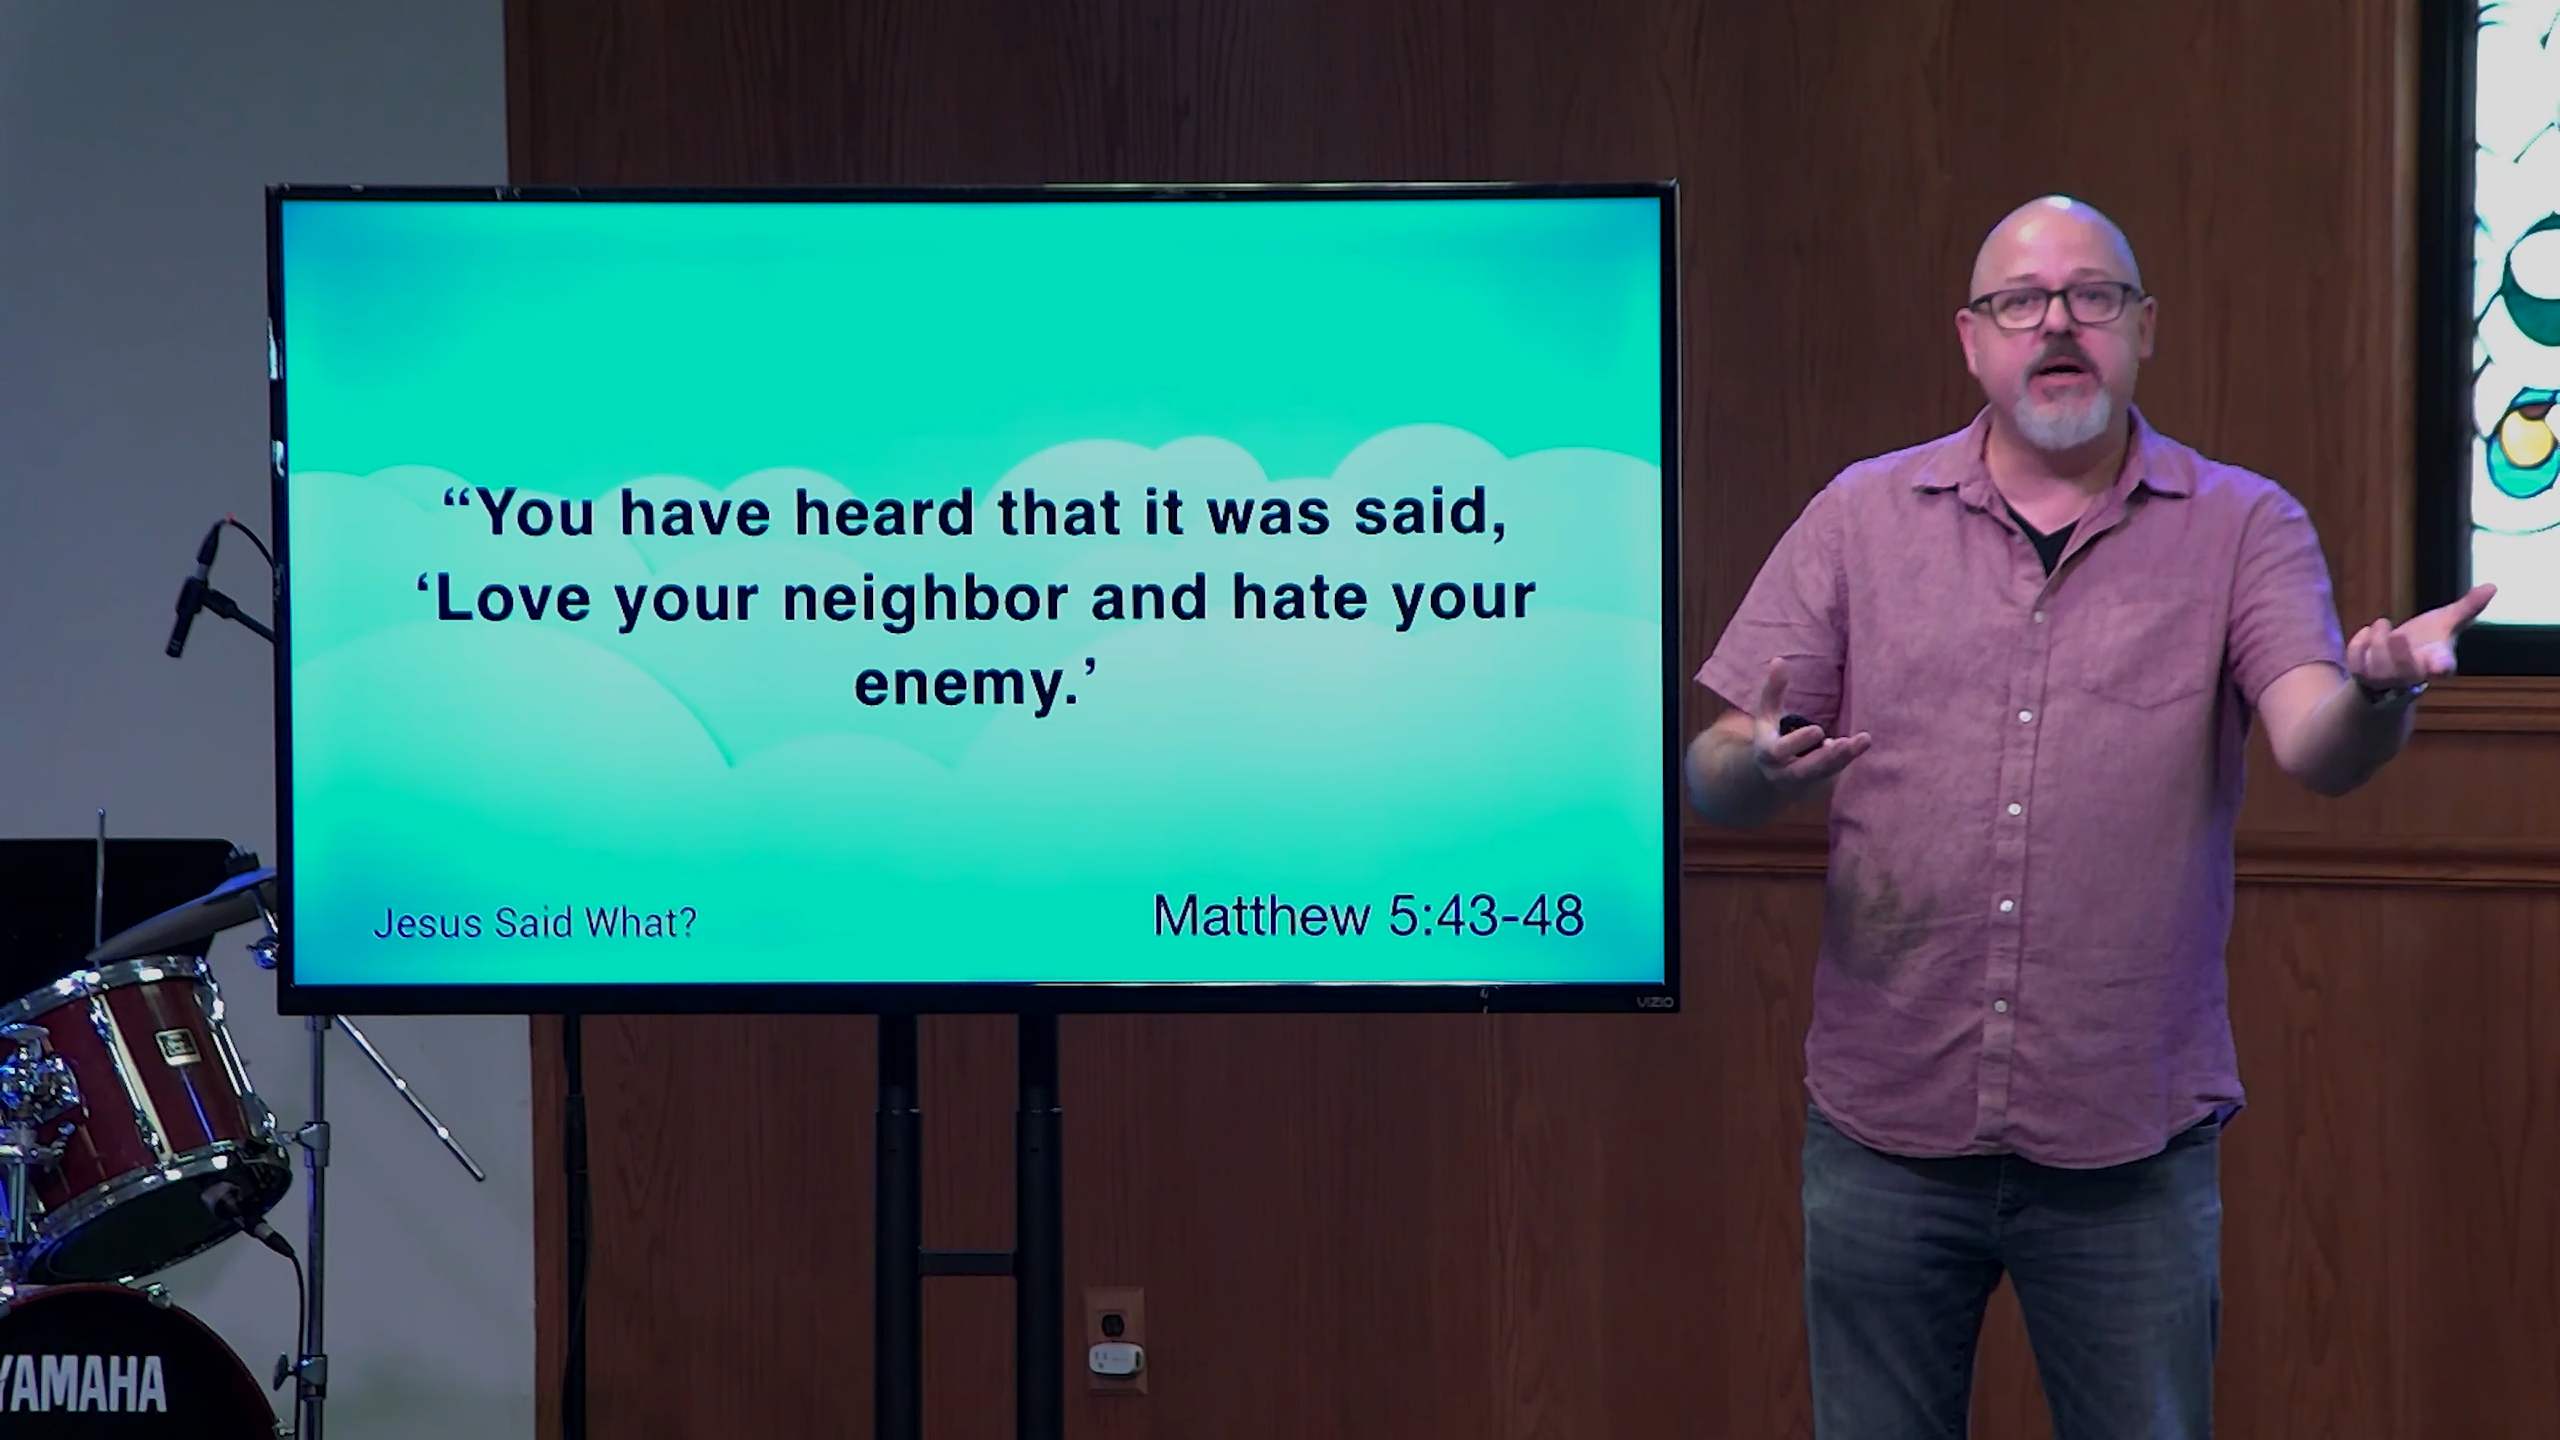 “You have heard that it was said,
‘Love your neighbor and hate your
enemy.’
Jesus Said What?
Matthew 5:43-48
VIZIO
YAMAHA